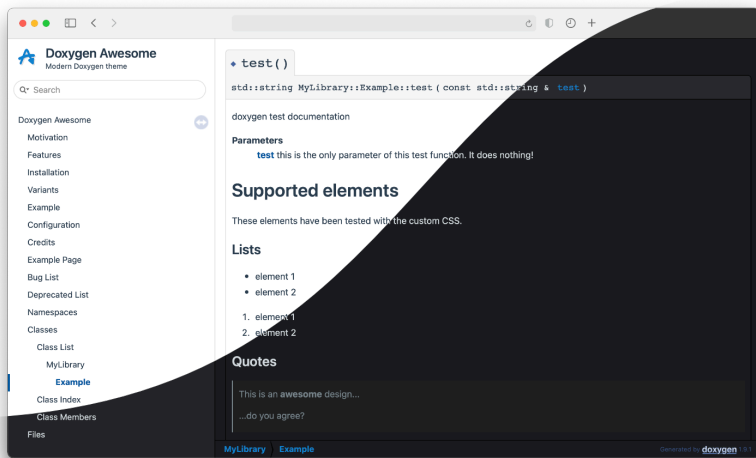 Doxygen Awesome
Modern Doxygen theme
Search
Doxygen Awesome
Motivation
Features
Installation
Variants
Example
Configuration
Credits
Example Page
Bug List
Deprecated List
Namespaces
Classes
Class List
MyLibrary
Example
Class Index
Class Members
Files
◆ test()
std::string MyLibrary::Example::test ( const std::string & test )
doxygen test documentation
Parameters
test this is the only parameter of this test function. It does nothing!
Supported elements
These elements have been tested with the custom CSS.
Lists
• element 1
• element 2
1. element 1
2. element 2
Quotes
This is an awesome design...
...do you agree?
MyLibrary Example
Generated by doxygen 1.9.1